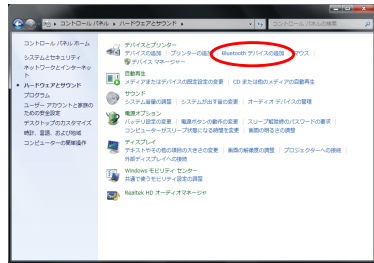 コントロール パネル ▸ ハードウェアとサウンド ▸
コントロール パネルの検索
コントロール パネル ホーム
システムとセキュリティ
ネットワークとインターネット
ハードウェアとサウンド
プログラム
ユーザー アカウントと家族のための安全設定
デスクトップのカスタマイズ
時計、言語、および地域
コンピューターの簡単操作
デバイスとプリンター
デバイスの追加 | プリンターの追加 | Bluetooth デバイスの追加 | マウス
デバイス マネージャー
自動再生
メディアまたはデバイスの既定設定の変更 | CD または他のメディアの自動再生
サウンド
システム音量の調整 | システムが出す音の変更 | オーディオ デバイスの管理
電源オプション
バッテリ設定の変更 | 電源ボタンの動作の変更 | スリープ解除時のパスワードの要求
コンピューターがスリープ状態になる時間を変更 | 画面の明るさの調整
ディスプレイ
テキストやその他の項目の大きさの変更 | 画面の解像度の調整 | プロジェクターへの接続
外部ディスプレイへの接続
Windows モビリティ センター
共通で使うモビリティ設定の調整
Realtek HD オーディオマネージャ